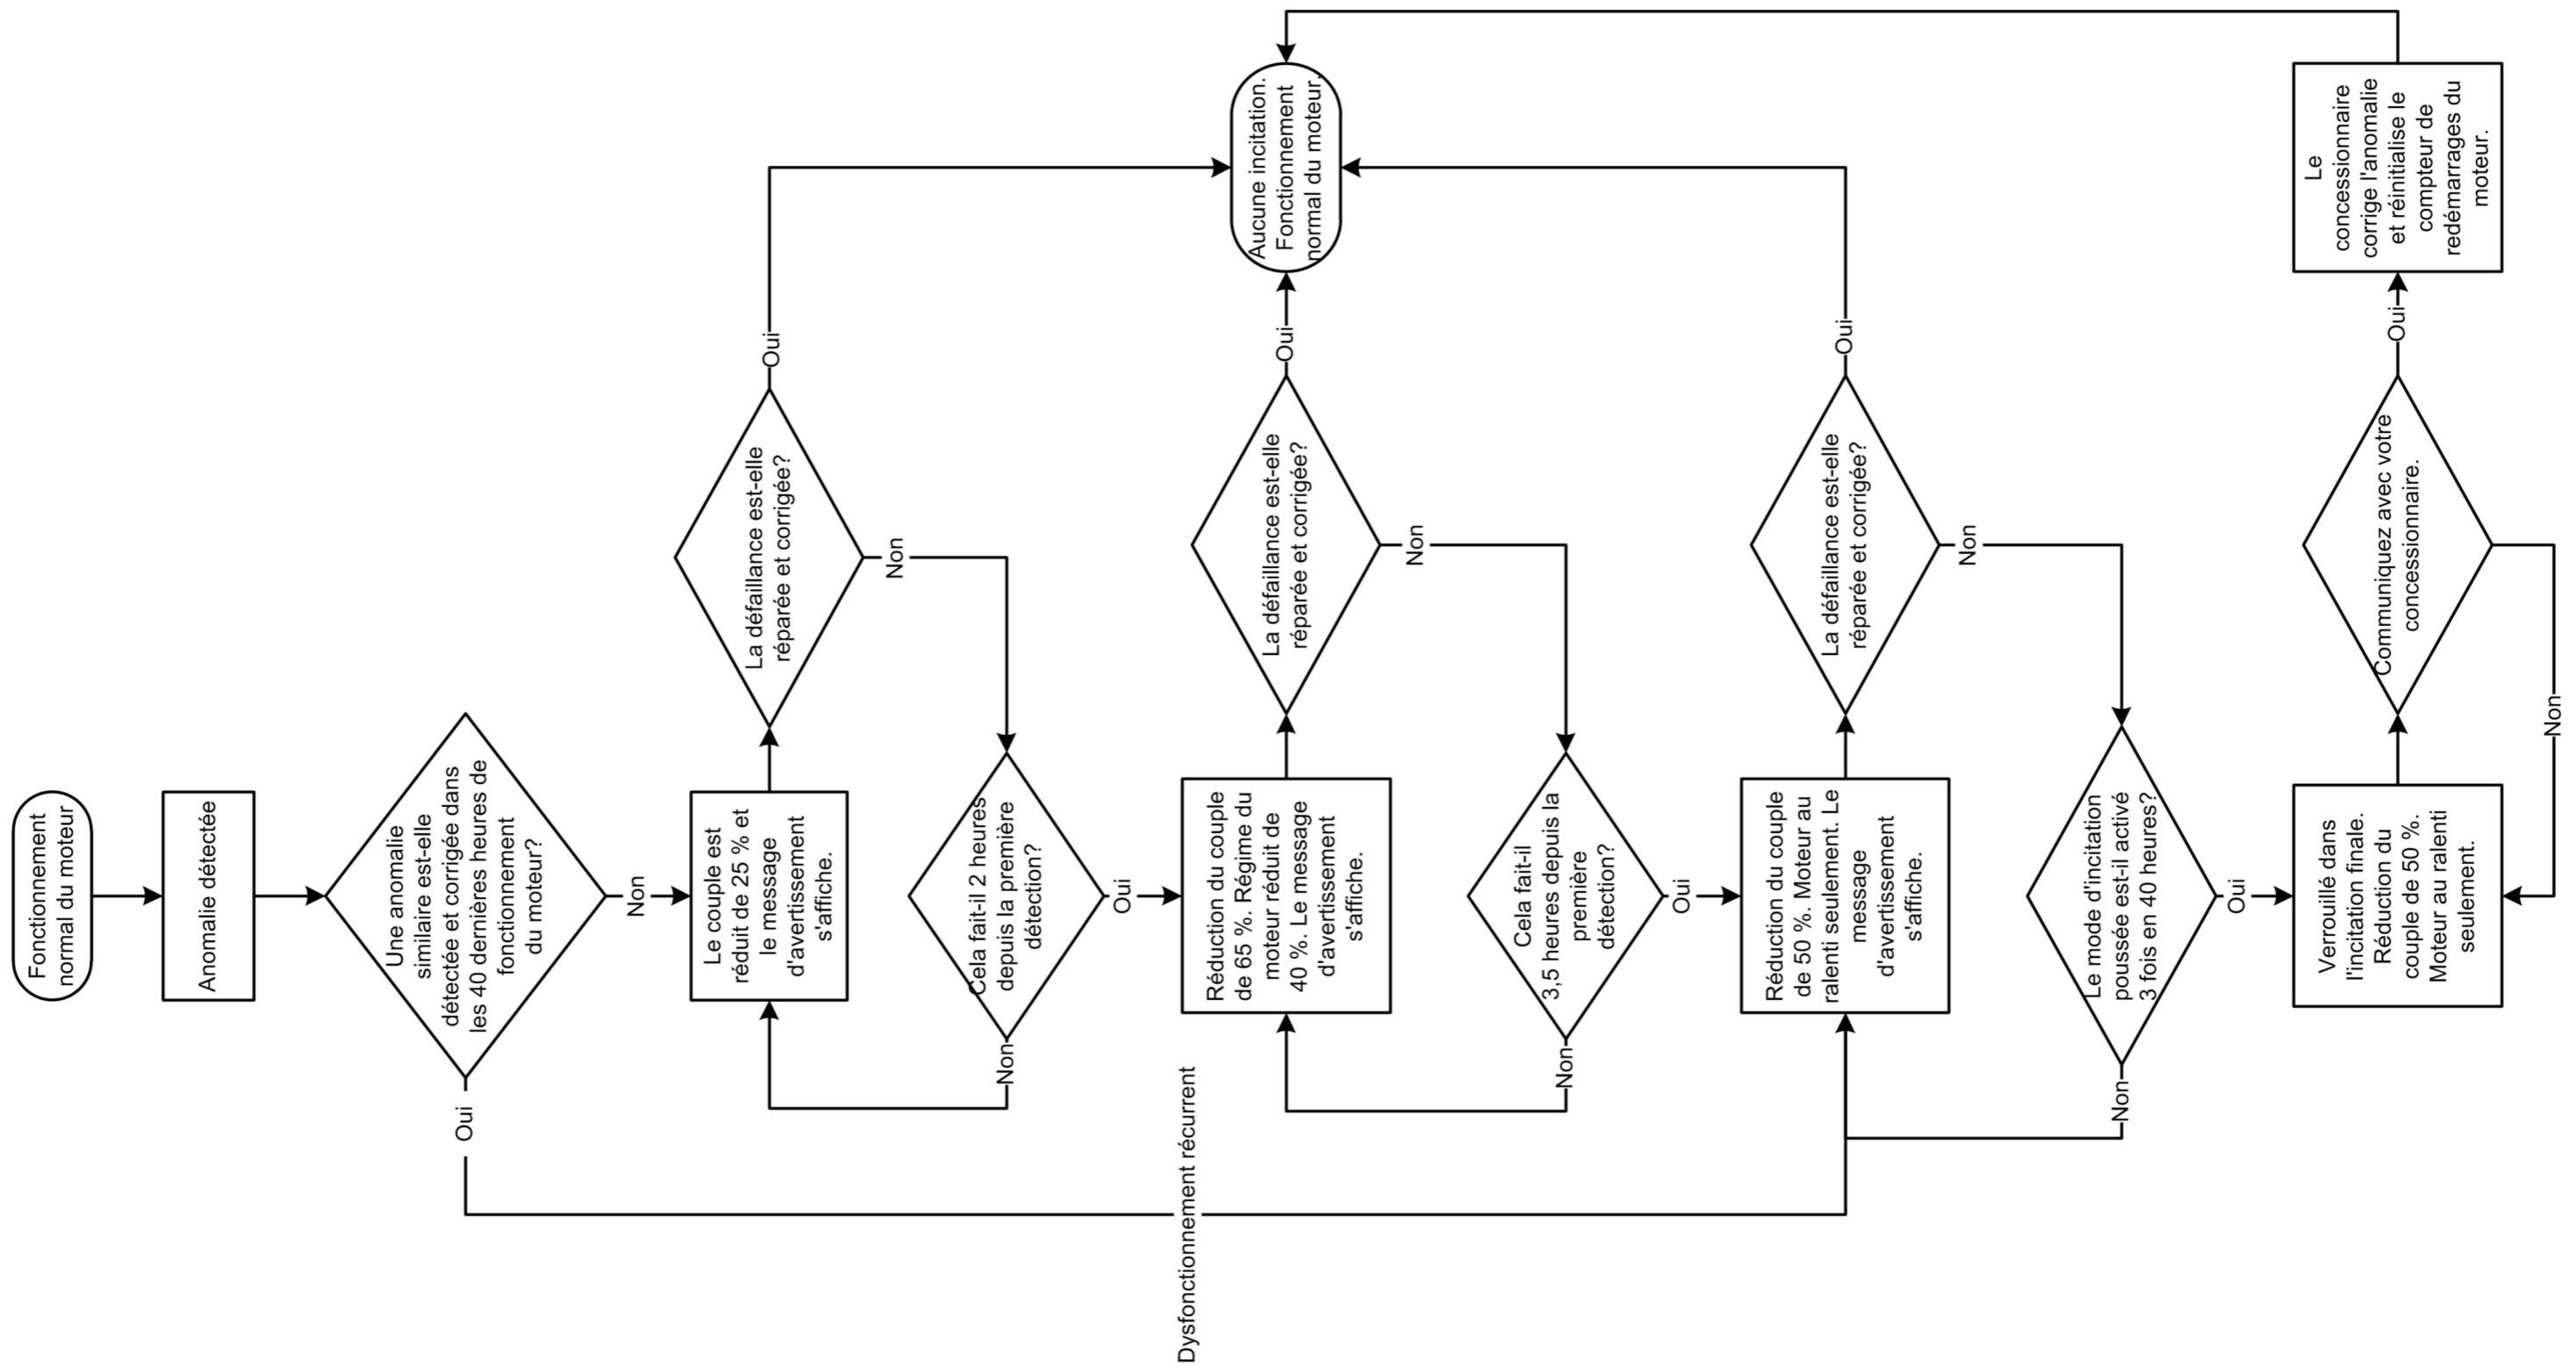 Fonctionnement
normal du moteur
Anomalie détectée
Une anomalie
similaire est-elle
détectée et corrigée dans
les 40 dernières heures de
fonctionnement
du moteur?
Oui
Non
Dysfonctionnement récurrent
Le couple est
réduit de 25 % et
le message
d'avertissement
s'affiche.
La défaillance est-elle
réparée et corrigée?
Oui
Non
Cela fait-il 2 heures
depuis la première
détection?
Non
Oui
Réduction du couple
de 65 %. Régime du
moteur réduit de
40 %. Le message
d'avertissement
s'affiche.
La défaillance est-elle
réparée et corrigée?
Oui
Aucune incitation.
Fonctionnement
normal du moteur.
Non
Cela fait-il
3,5 heures depuis la
première
détection?
Non
Oui
Réduction du couple
de 50 %. Moteur au
ralenti seulement. Le
message
d'avertissement
s'affiche.
La défaillance est-elle
réparée et corrigée?
Oui
Non
Le mode d'incitation
poussée est-il activé
3 fois en 40 heures?
Non
Oui
Verrouillé dans
l'incitation finale.
Réduction du
couple de 50 %.
Moteur au ralenti
seulement.
Communiquez avec votre
concessionnaire.
Oui
Non
Le
concessionnaire
corrige l'anomalie
et réinitialise le
compteur de
redémarrages du
moteur.